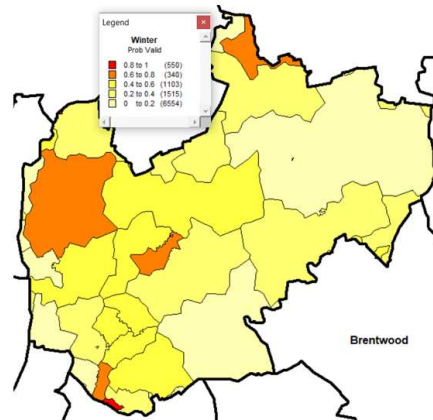 Legend
Winter
Prob Valid
0.8 to 1 (550)
0.6 to 0.8 (340)
0.4 to 0.6 (1103)
0.2 to 0.4 (1515)
0 to 0.2 (6554)
Brentwood